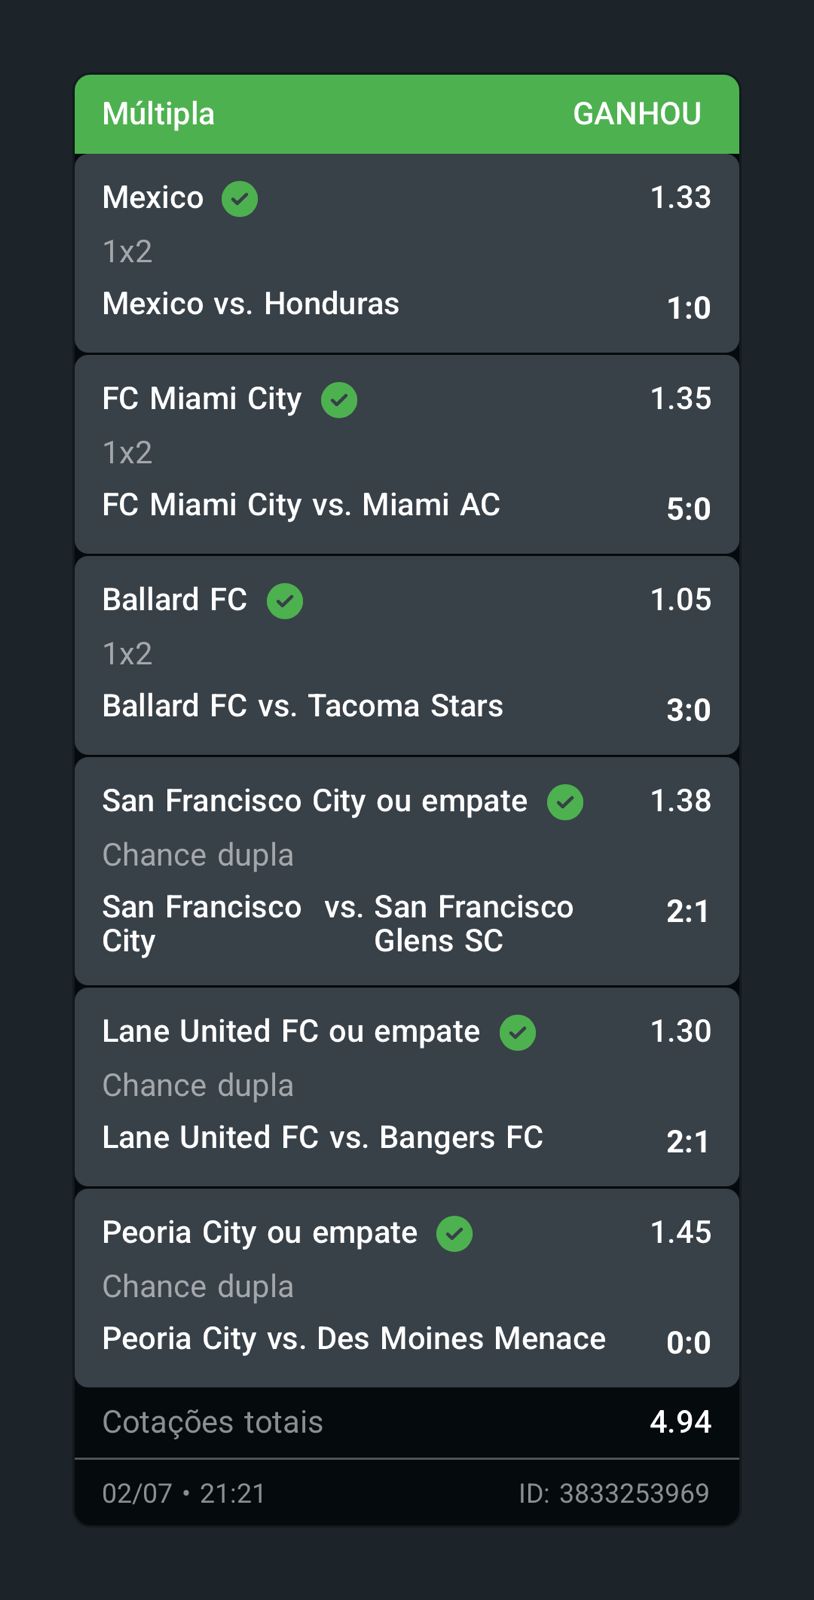 Múltipla GANHOU
Mexico 1.33
1x2
Mexico vs. Honduras 1:0
FC Miami City 1.35
1x2
FC Miami City vs. Miami AC 5:0
Ballard FC 1.05
1x2
Ballard FC vs. Tacoma Stars 3:0
San Francisco City ou empate 1.38
Chance dupla
San Francisco vs. San Francisco 2:1
City Glens SC
Lane United FC ou empate 1.30
Chance dupla
Lane United FC vs. Bangers FC 2:1
Peoria City ou empate 1.45
Chance dupla
Peoria City vs. Des Moines Menace 0:0
Cotações totais 4.94
02/07 • 21:21 ID: 3833253969